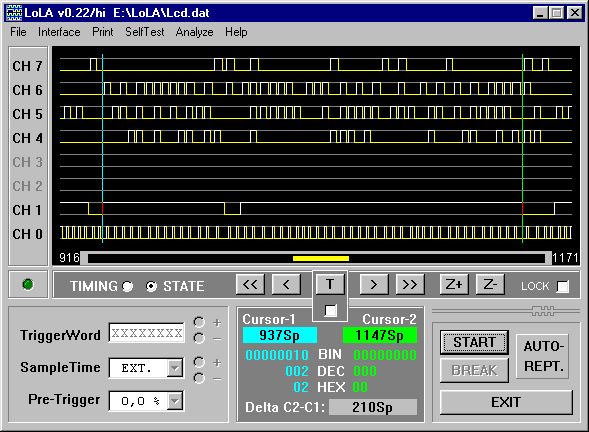 LoLA v0.22/hi E:\LoLA\Lcd.dat
File Interface Print SelfTest Analyze Help
CH 7
CH 6
CH 5
CH 4
CH 3
CH 2
CH 1
CH 0
916 1171
TIMING STATE << < T > >> Z+ Z- LOCK
TriggerWord XXXXXXXX + -
SampleTime EXT. + -
Pre-Trigger 0,0 %
Cursor-1 Cursor-2
937Sp 1147Sp
00000010 BIN 00000000
002 DEC 000
02 HEX 00
Delta C2-C1: 210Sp
START
BREAK
AUTO-
REPT.
EXIT